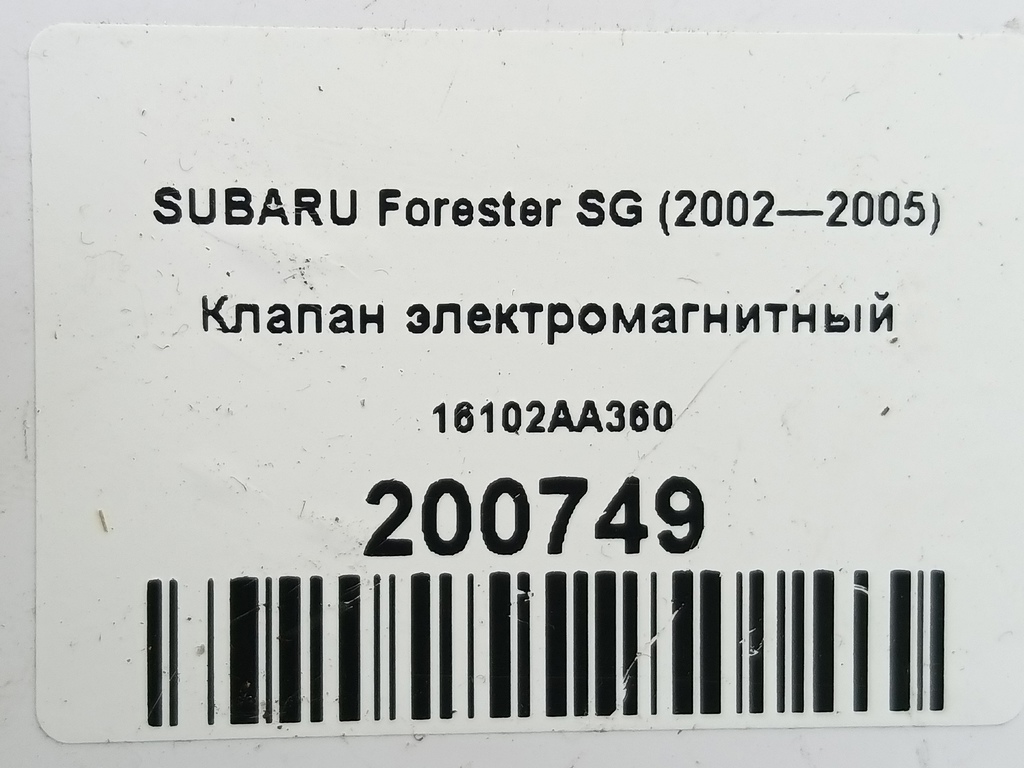 SUBARU Forester SG (2002—2005)
Клапан электромагнитный
16102AA360
200749